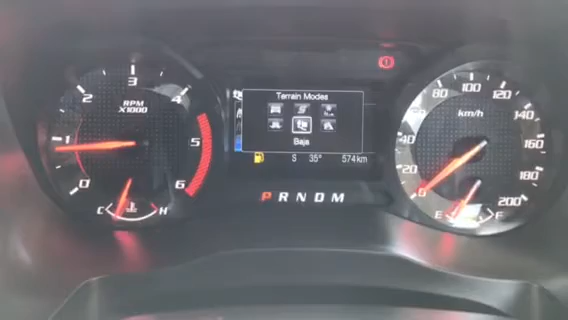 0 1 2 3 4 5 6
RPM
X1000
C H
Terrain Modes
Baja
S 35° 574km
P R N D M
0 20 40 60 80 100 120 140 160 180 200
km/h
E F